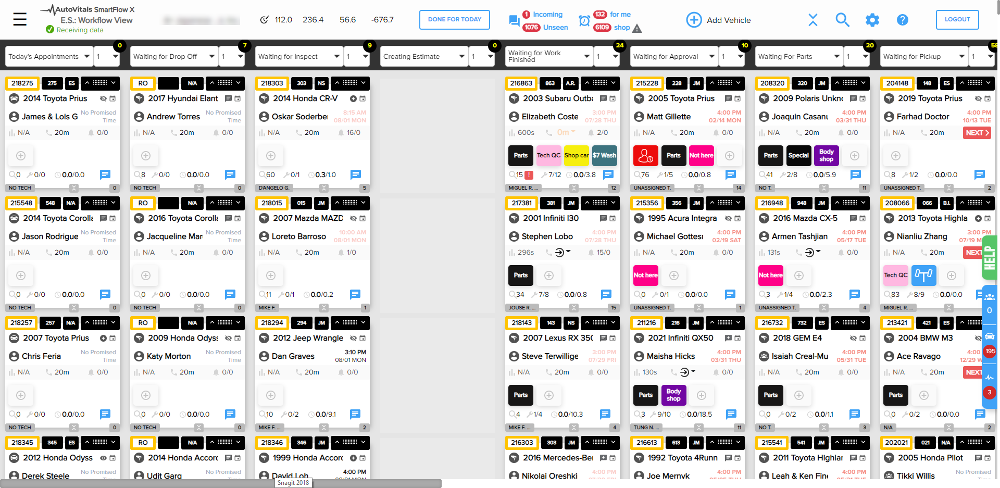 AutoVitals SmartFlow X
E.S.: Workflow View
Receiving data
112.0 236.4 56.6 -676.7
DONE FOR TODAY
1 Incoming
1076 Unseen
132 for me
6109 shop
Add Vehicle
LOGOUT
0 7 9 0 24 10 20 58
Today's Appointments 1 Waiting for Drop Off 1 Waiting for Inspect 1 Creating Estimate 1 Waiting for Work Finished 1 Waiting for Approval 1 Waiting For Parts 1 Waiting for Pickup 1
218275 275 ES RO N/A 218303 303 NS 216863 863 A.R. 215228 228 JM 208320 320 JM 204148 148 ES
2014 Toyota Prius 2017 Hyundai Elant 2014 Honda CR-V 2003 Subaru Outba 2005 Toyota Prius 2009 Polaris Unkno 2019 Toyota Prius
James & Lois G No Promised Time Andrew Torres No Promised Time Oskar Soderber 8:15 AM 08/01 MON Elizabeth Coste 3:00 PM 07/28 THU Matt Gillette 4:00 PM 02/14 MON Joaquin Casanu 4:00 PM 03/31 THU Farhad Doctor 4:00 PM 10/13 TUE
N/A 20m 0/0 N/A 20m 0/0 N/A 20m 16/0 600s 0m 2/0 N/A 20m 0/0 N/A 20m 0/0 N/A 20m NEXT
Parts Tech QC Shop car $7 Wash Parts Not here Parts Special Body shop
0 0/0 0.0/0.0 8 0/0 0.0/0.0 60 0/1 0.3/1.0 15 ! 7/12 0.0/3.8 76 1/5 0.0/0.8 41 2/8 0.0/5.9 8 1/2 0.0/0.0
NO TECH 0 NO TECH 0 D'ANGELO G. 5 MIGUEL R. ... 12 UNASSIGNED T. 14 NO T. 11 UNASSIGNED T. 2
215548 548 N/A RO N/A 218015 015 JM 217381 381 JM 215356 356 JM 216948 948 JM 208066 066 B.I.
2014 Toyota Corolla 2016 Toyota Corolla 2007 Mazda MAZD 2001 Infiniti I30 1995 Acura Integra 2016 Mazda CX-5 2013 Toyota Highla
Jason Rodrigue No Promised Time Jacqueline Mar No Promised Time Loreto Barroso 10:00 AM 08/01 MON Stephen Lobo 4:00 PM 07/28 THU Michael Gottesr 4:00 PM 02/19 SAT Armen Tashjian 4:00 PM 05/17 TUE Nianliu Zhang 3:00 PM 07/19 M
N/A 20m 0/0 N/A 20m 0/0 N/A 20m 1/0 296s 15/0 N/A 20m 0/0 131s 0/0 N/A 20m NEXT
HELP
Parts Not here Not here Tech QC
0 0/0 0.0/0.0 0 0/0 0.0/0.0 11 0/1 0.0/0.2 34 7/8 0.0/0.8 0 0/1 0.0/0.0 3 1/4 0.0/2.3 83 8/9 0.0/0.0
NO TECH 0 NO TECH 0 MIKE F. 1 JOUSE R. ... 15 UNASSIGNED T. 1 UNASSIGNED T. 4 MIGUEL R. ...
0
218257 257 N/A RO N/A 218294 294 JM 218143 143 NS 211216 216 JM 216732 732 ES 213421 421 ES
2007 Toyota Prius 2009 Honda Odyss 2012 Jeep Wrangle 2007 Lexus RX 350 2021 Infiniti QX50 2018 GEM E4 2004 BMW M3
Chris Feria No Promised Time Katy Morton No Promised Time Dan Graves 3:10 PM 08/01 MON Steve Terwillige 3:00 PM 07/29 FRI Maisha Hicks 4:00 PM 03/31 THU Isaiah Creal-Mu 4:00 PM 05/31 TUE Ace Ravago 4:00 12/29 W
195
N/A 20m 0/0 N/A 20m 0/0 N/A 20m 0/0 N/A 20m 0/0 130s 0/0 N/A 20m 0/0 N/A 20m NEXT
3
Parts Parts Body shop Parts Parts
0 0/0 0.0/0.0 0 0/0 0.0/0.0 10 0/2 0.0/9.1 4 1/4 0.0/10.3 3 9/10 0.0/18.5 0 0/2 0.0/1.1 0 0/2 0.0/0.0
NO TECH 0 NO TECH 0 MIKE F. ... 2 MIKE F. ... 4 TUNG N. ... 11 NO T. 3 N/A 2
218345 345 ES RO N/A 218346 346 JM 216303 303 JM 216613 613 JM 215541 541 JM 202021 021 N/A
2012 Honda Odyss 2014 Honda Accord 1999 Honda Accord 2016 Mercedes-Be 1992 Toyota 4Runn 2011 Toyota Highlar 2005 Honda Pilot
Derek Steele No Promised Udit Garg No Promised David Loh 4:00 PM Nikolai Oreshki 4:00 PM Joe Mernyk 4:00 PM Leah & Ken Fine 4:00 PM Tikki Willis No Promised
Snagit 2018